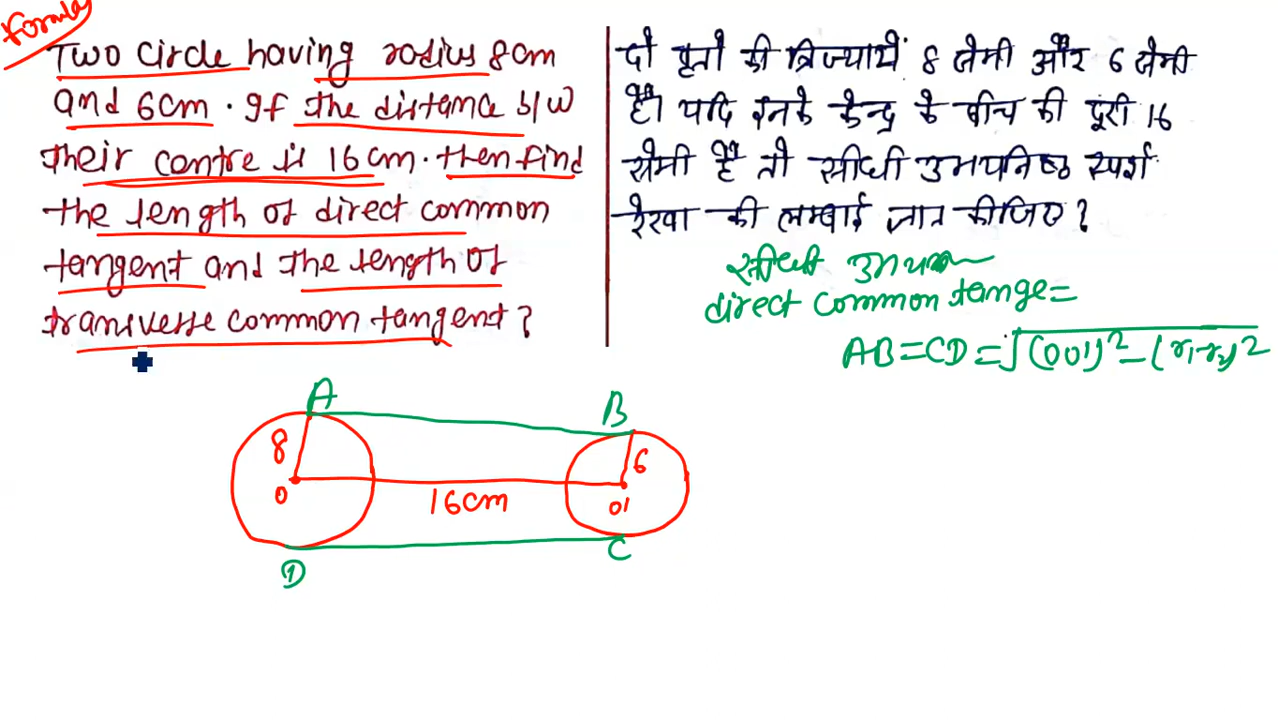 Formula
Two Circle having radius 8cm
and 6cm. If the distance b/w
their centre is 16cm. then find
the length of direct common
tangent and the length of
transverse common tangent?
दो वृतों की त्रिज्यायें 8 सेमी और 6 सेमी
हैं। यदि इनके केन्द्र के बीच की दूरी 16
सेमी है तो सीधी उभयनिष्ठ स्पर्श
रेखा की लम्बाई ज्ञात कीजिए?
सीधी
direct common tange=
AB=CD=√(OO1)²-(r1-r2)²
A
B
8
6
O
16cm
O1
C
D